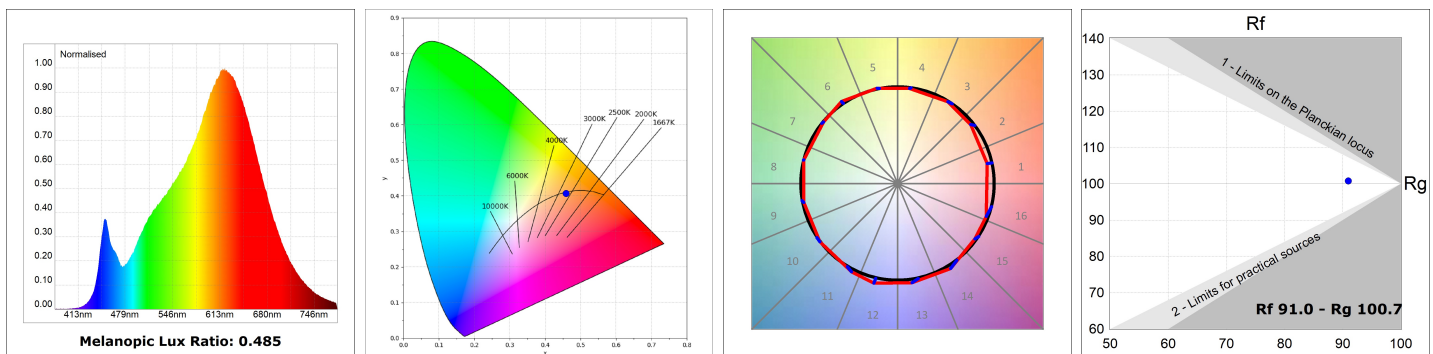 Normalised
1.00
0.90
0.80
0.70
0.60
0.50
0.40
0.30
0.20
0.10
0.00
413nm 479nm 546nm 613nm 680nm 746nm
Melanopic Lux Ratio: 0.485
0.9
0.8
0.7
0.6
0.5
0.4
0.3
0.2
0.1
0.0
y
0.0 0.1 0.2 0.3 0.4 0.5 0.6 0.7 0.8
x
10000K
6000K
4000K
3000K
2500K
2000K
1667K
1
2
3
4
5
6
7
8
9
10
11
12
13
14
15
16
Rf
140
130
120
110
100
90
80
70
60
50 60 70 80 90 100
Rg
1 - Limits on the Planckian locus
2 - Limits for practical sources
Rf 91.0 - Rg 100.7